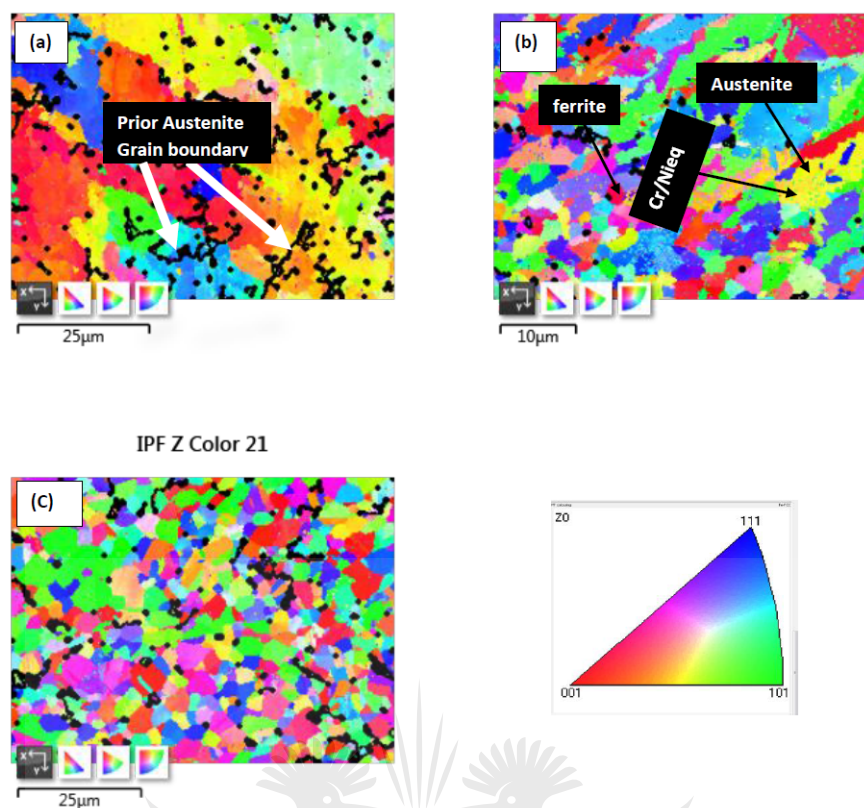 (a)
Prior Austenite
Grain boundary
X
Y
25μm
(b)
ferrite
Austenite
Cr/Nieq
X
Y
10μm
IPF Z Color 21
(C)
X
Y
25μm
Z0
111
001
101